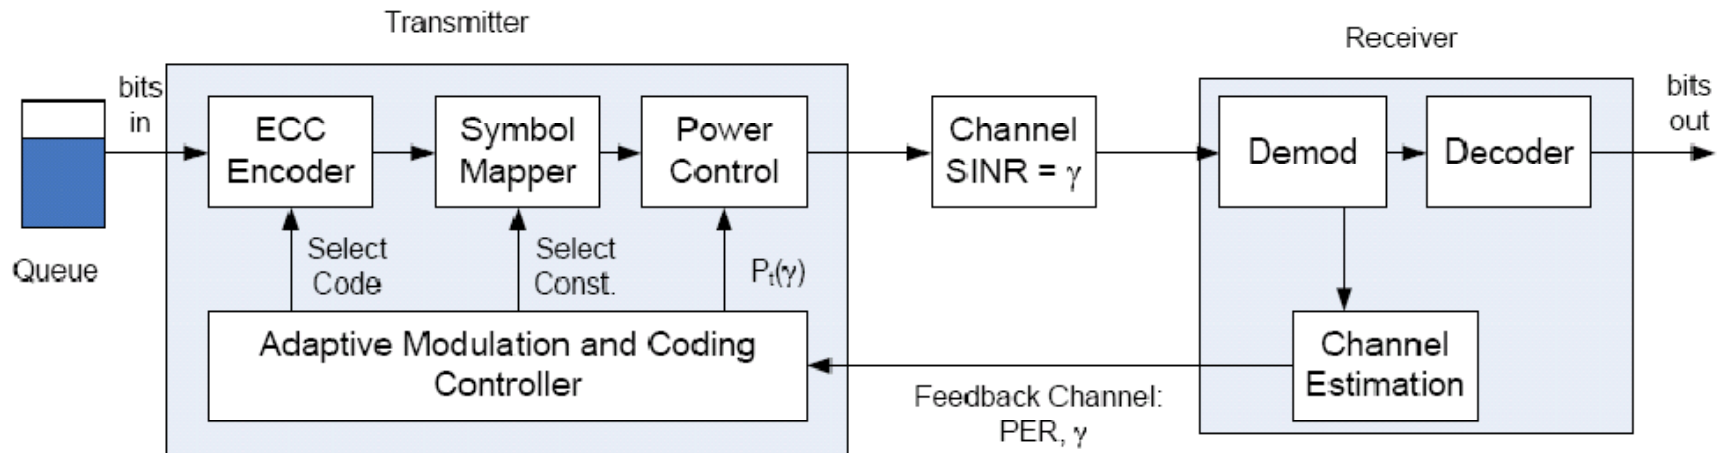 Transmitter
Receiver
bits
in
ECC
Encoder
Symbol
Mapper
Power
Control
Channel
SINR = γ
Demod
Decoder
bits
out
Queue
Select
Code
Select
Const.
Pt(γ)
Adaptive Modulation and Coding
Controller
Channel
Estimation
Feedback Channel:
PER, γ